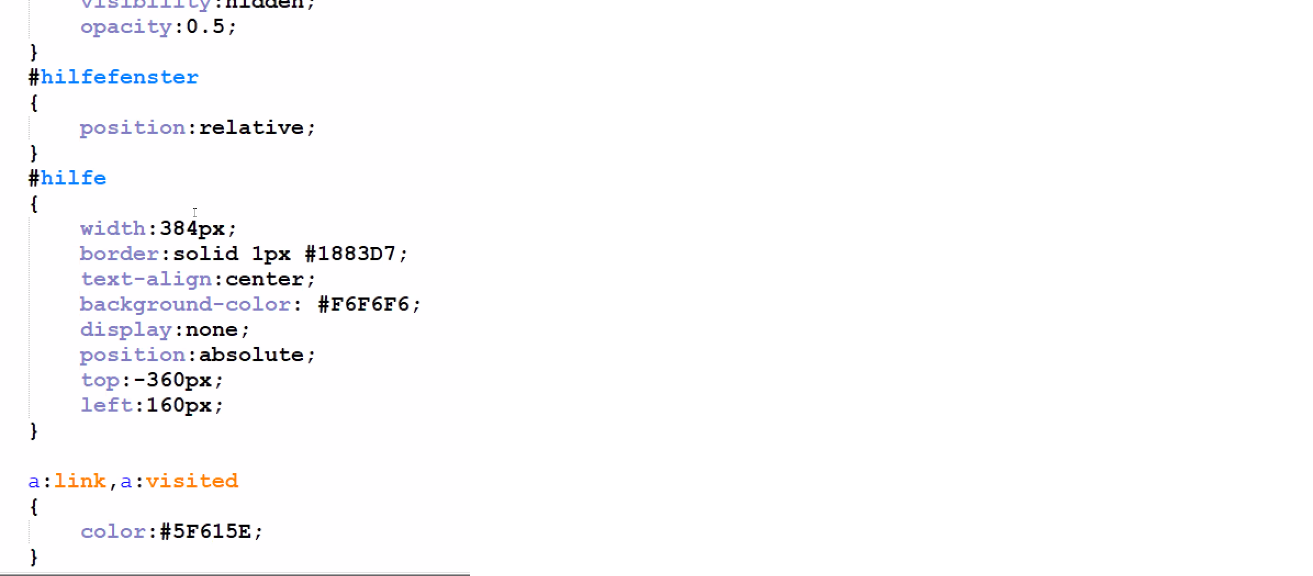 visibility:hidden;
opacity:0.5;
}
#hilfefenster
{
position:relative;
}
#hilfe
{
width:384px;
border:solid 1px #1883D7;
text-align:center;
background-color: #F6F6F6;
display:none;
position:absolute;
top:-360px;
left:160px;
}
a:link,a:visited
{
color:#5F615E;
}